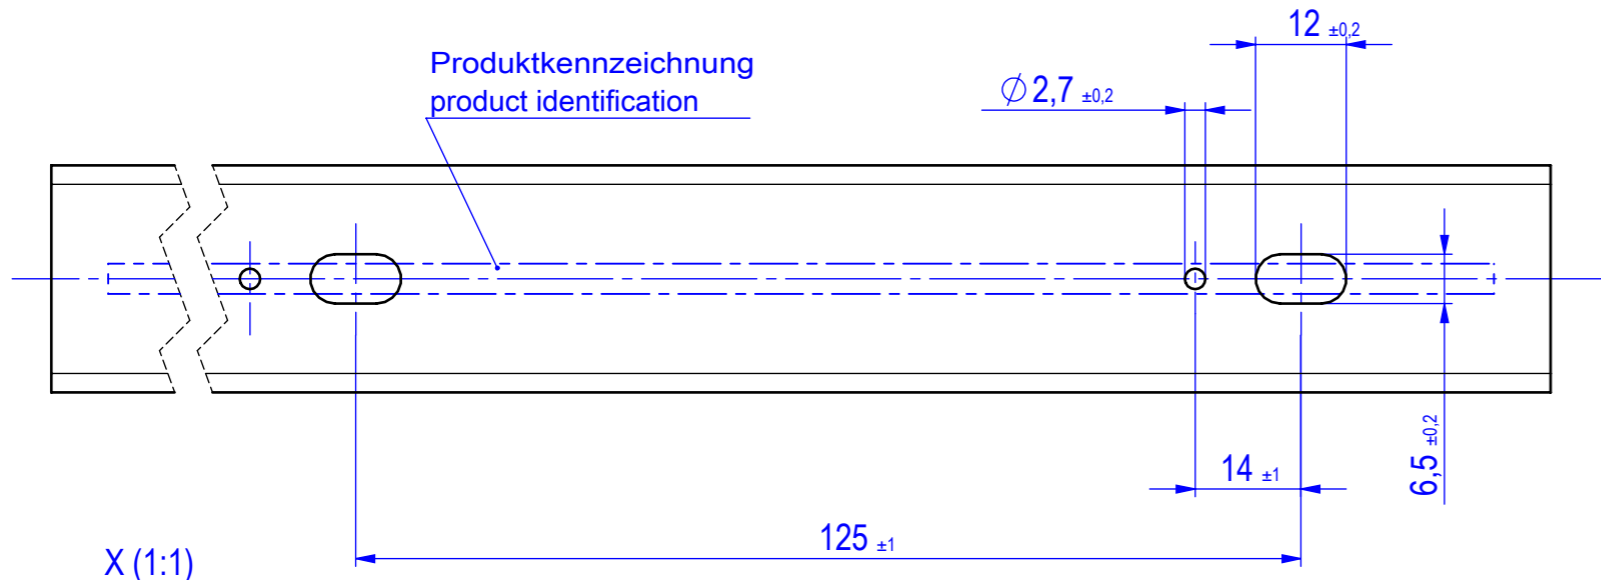 12 ±0,2
Produktkennzeichnung
product identification
∅ 2,7 ±0,2
6,5 ±0,2
14 ±1
125 ±1
X (1:1)